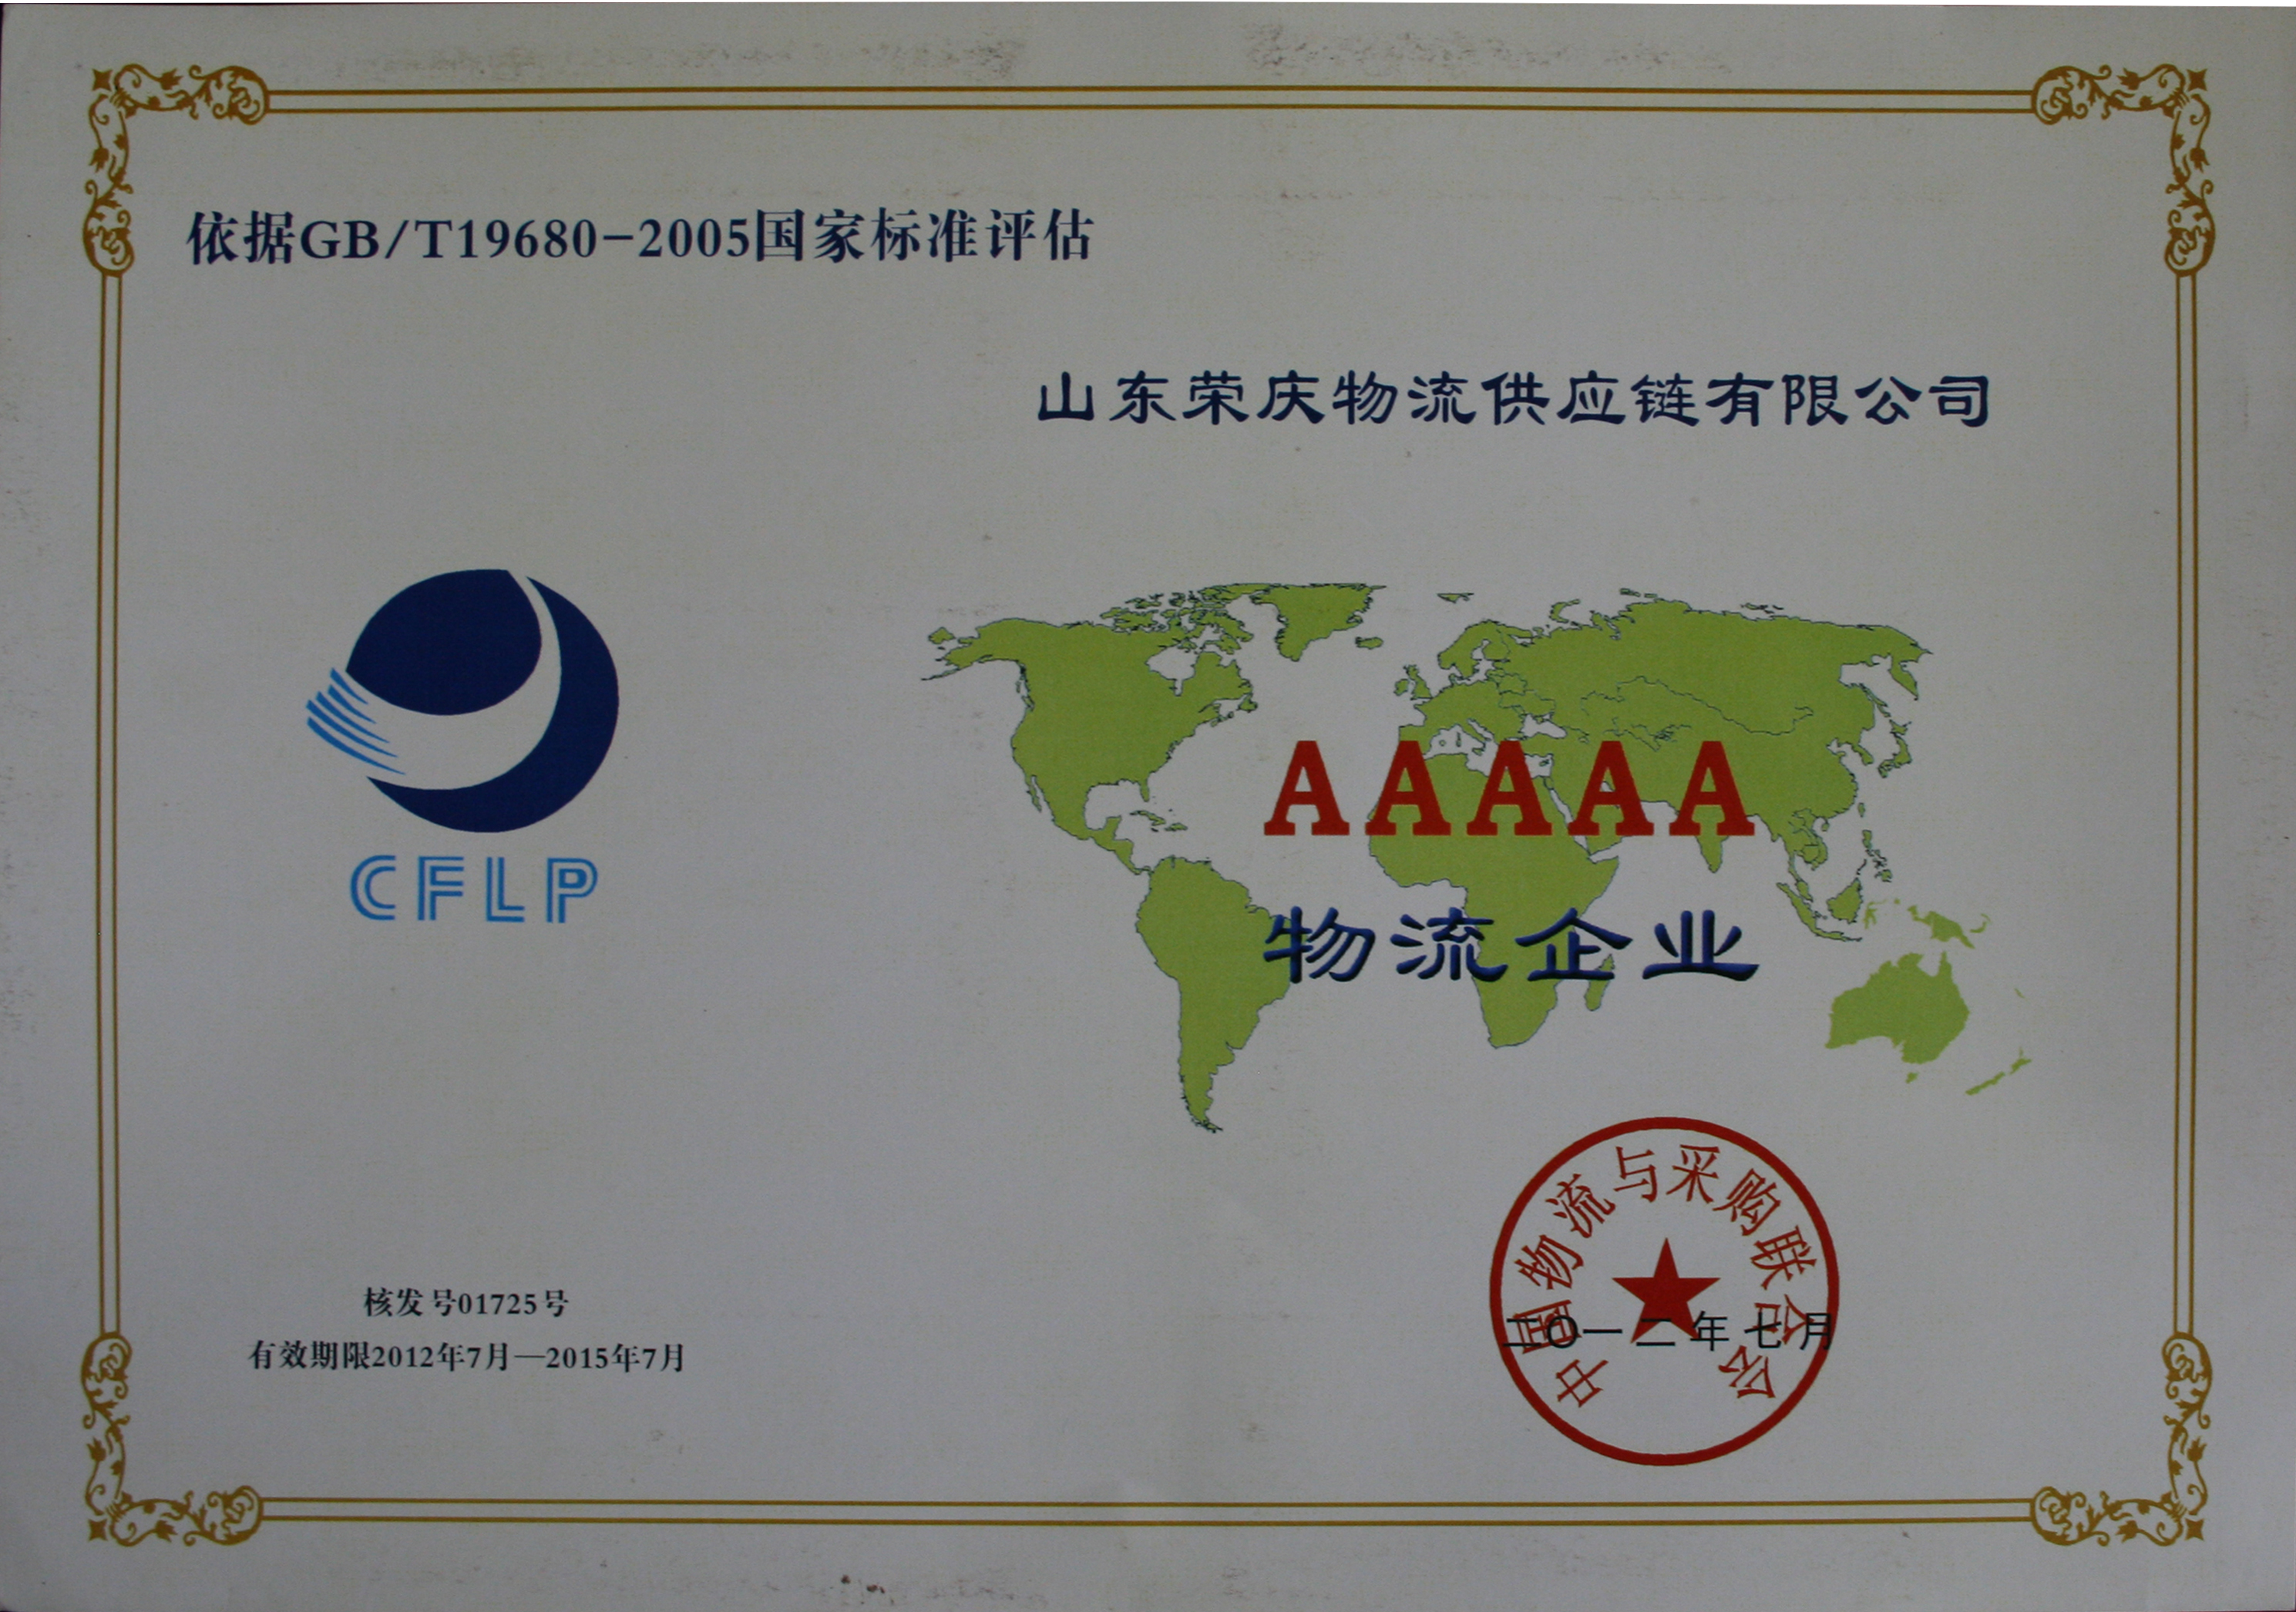 依据GB/T19680-2005国家标准评估
山东荣庆物流供应链有限公司
CFLP
AAAAA
物流企业
中国物流与采购联合会
二〇一二年七月
核发号01725号
有效期限2012年7月—2015年7月